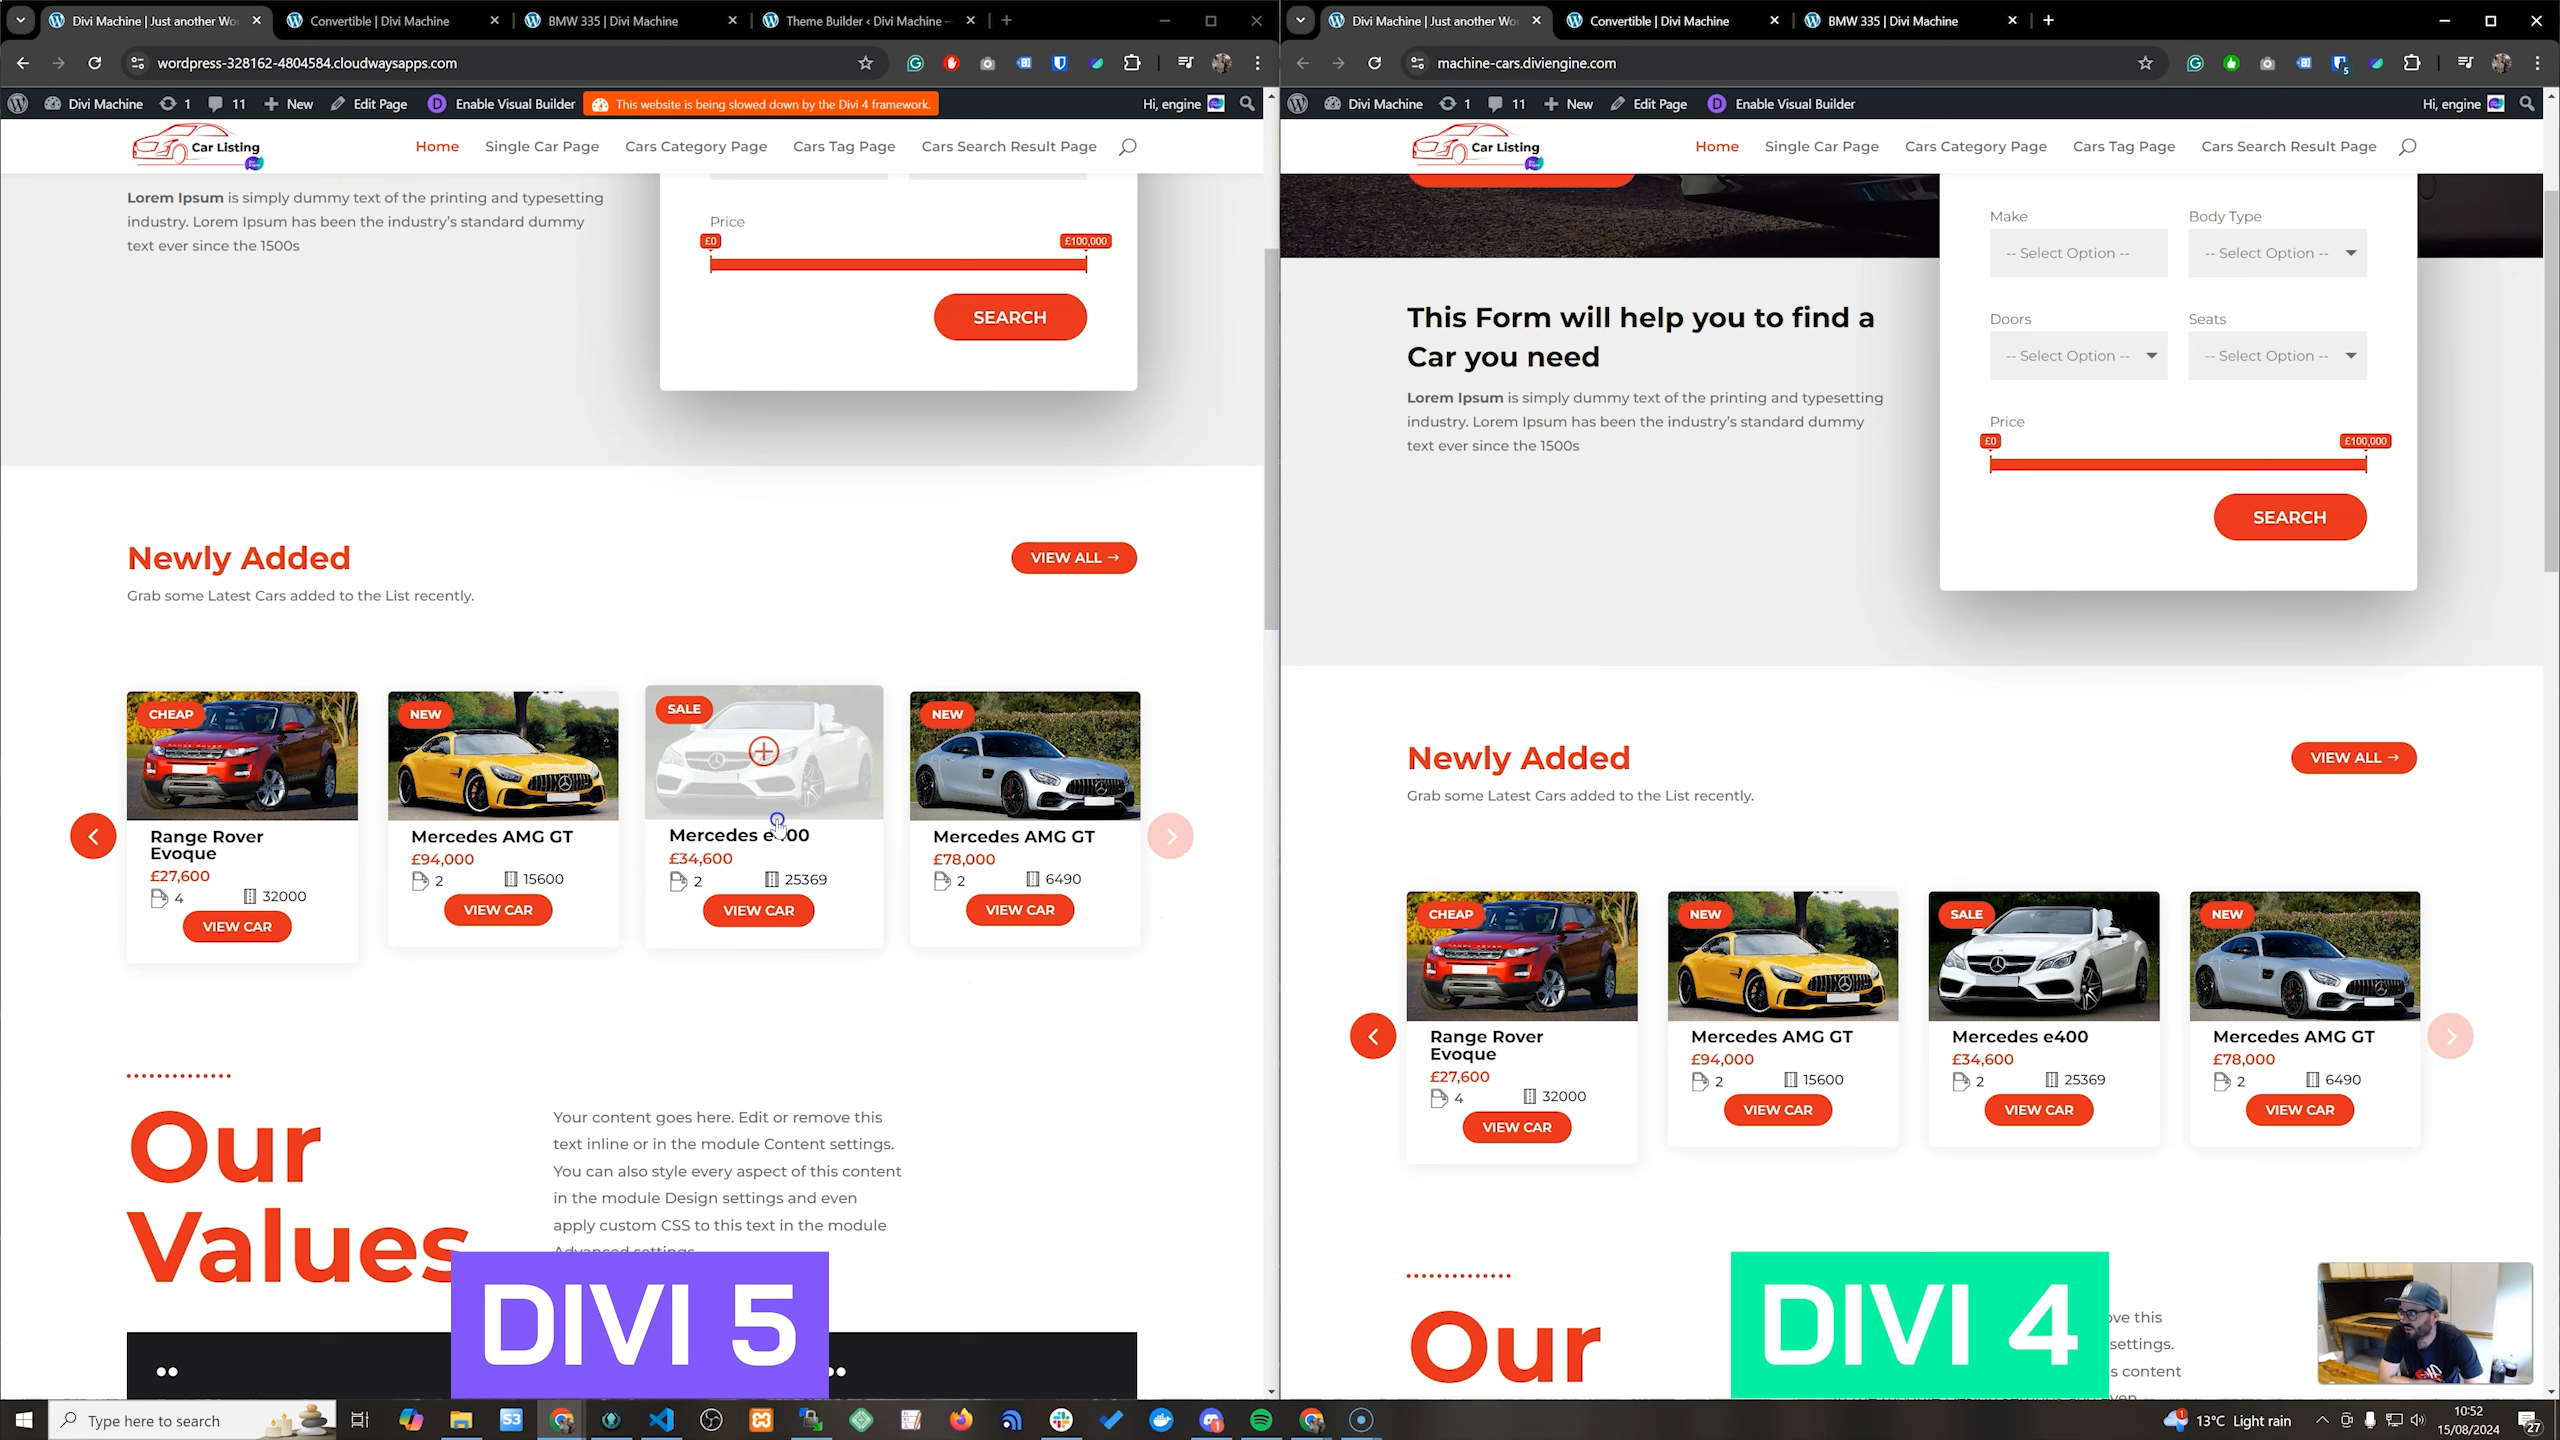 Divi Machine | Just another Wo
Convertible | Divi Machine
BMW 335 | Divi Machine
Theme Builder ‹ Divi Machine —
wordpress-328162-4804584.cloudwaysapps.com
Divi Machine
1
11
New
Edit Page
Enable Visual Builder
This website is being slowed down by the Divi 4 framework.
Hi, engine
Car Listing
Home
Single Car Page
Cars Category Page
Cars Tag Page
Cars Search Result Page
Lorem Ipsum is simply dummy text of the printing and typesetting
industry. Lorem Ipsum has been the industry's standard dummy
text ever since the 1500s
Price
£0
£100,000
SEARCH
Newly Added
VIEW ALL →
Grab some Latest Cars added to the List recently.
CHEAP
Range Rover
Evoque
£27,600
4
32000
VIEW CAR
NEW
Mercedes AMG GT
£94,000
2
15600
VIEW CAR
SALE
Mercedes e400
£34,600
2
25369
VIEW CAR
NEW
Mercedes AMG GT
£78,000
2
6490
VIEW CAR
Our
Values
Your content goes here. Edit or remove this
text inline or in the module Content settings.
You can also style every aspect of this content
in the module Design settings and even
apply custom CSS to this text in the module
Advanced settings.
DIVI 5
Divi Machine | Just another Wo
Convertible | Divi Machine
BMW 335 | Divi Machine
machine-cars.diviengine.com
5
Divi Machine
1
11
New
Edit Page
Enable Visual Builder
Hi, engine
Car Listing
Home
Single Car Page
Cars Category Page
Cars Tag Page
Cars Search Result Page
This Form will help you to find a
Car you need
Lorem Ipsum is simply dummy text of the printing and typesetting
industry. Lorem Ipsum has been the industry's standard dummy
text ever since the 1500s
Make
Body Type
-- Select Option --
-- Select Option --
Doors
Seats
-- Select Option --
-- Select Option --
Price
£0
£100,000
SEARCH
Newly Added
VIEW ALL →
Grab some Latest Cars added to the List recently.
CHEAP
Range Rover
Evoque
£27,600
4
32000
VIEW CAR
NEW
Mercedes AMG GT
£94,000
2
15600
VIEW CAR
SALE
Mercedes e400
£34,600
2
25369
VIEW CAR
NEW
Mercedes AMG GT
£78,000
2
6490
VIEW CAR
Our
this
settings.
content
DIVI 4
Type here to search
S3
13°C Light rain
10:52
15/08/2024
27